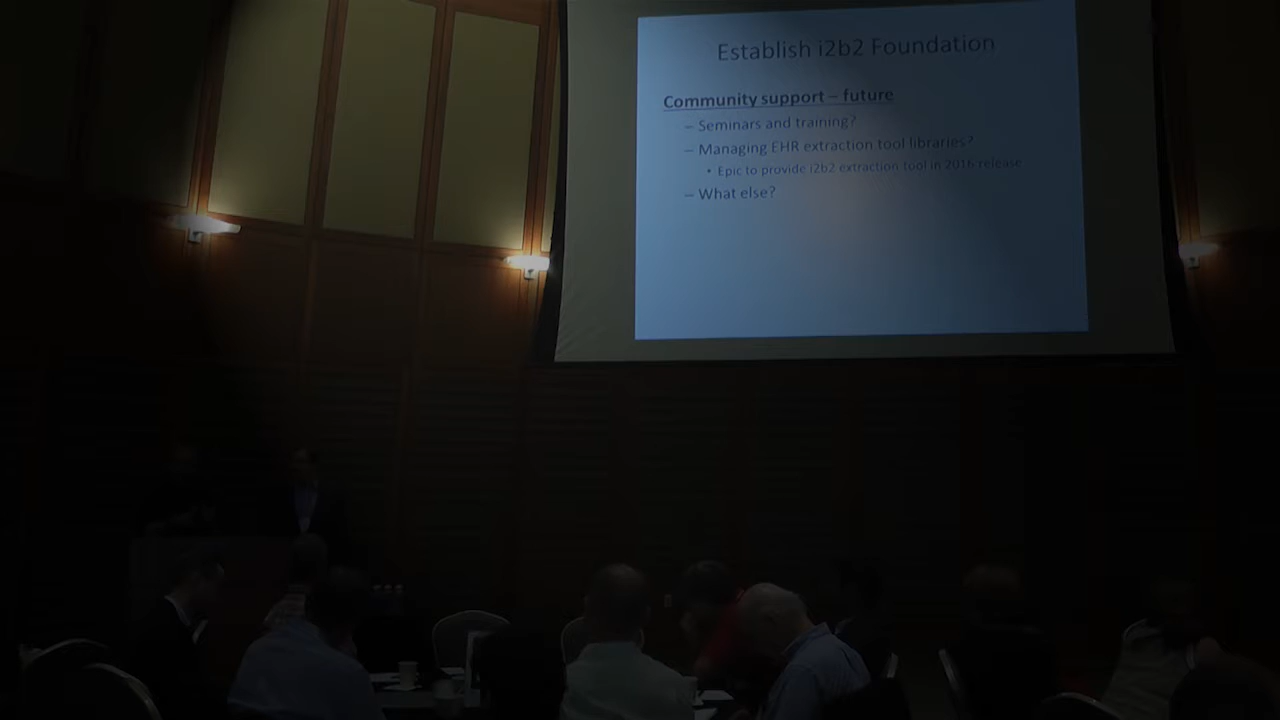 Establish i2b2 Foundation
Community support – future
– Seminars and training?
– Managing EHR extraction tool libraries?
• Epic to provide i2b2 extraction tool in 2016 release
– What else?